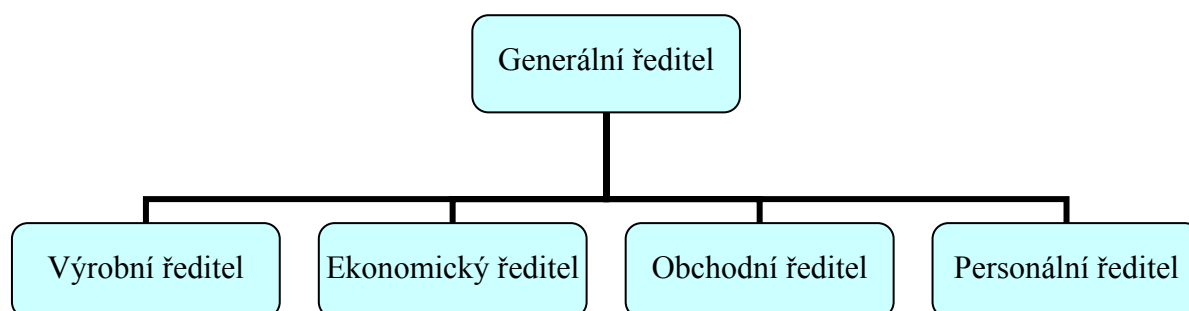 Generální ředitel
Výrobní ředitel
Ekonomický ředitel
Obchodní ředitel
Personální ředitel